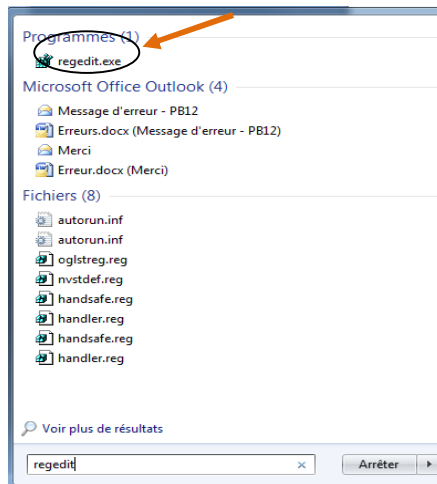 Programmes (1)
regedit.exe
Microsoft Office Outlook (4)
Message d'erreur - PB12
Erreurs.docx (Message d'erreur - PB12)
Merci
Erreur.docx (Merci)
Fichiers (8)
autorun.inf
autorun.inf
oglstreg.reg
nvstdef.reg
handsafe.reg
handler.reg
handsafe.reg
handler.reg
Voir plus de résultats
regedit
Arrêter